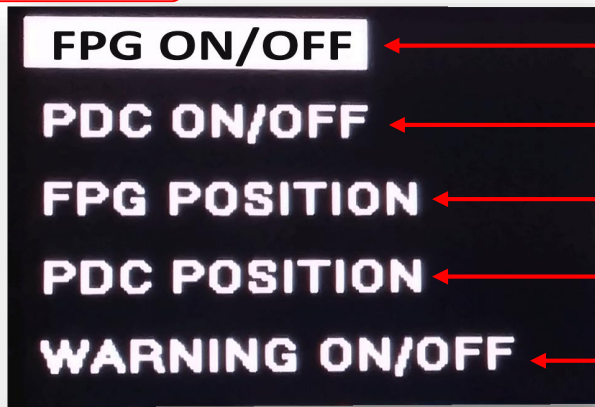 FPG ON/OFF
PDC ON/OFF
FPG POSITION
PDC POSITION
WARNING ON/OFF